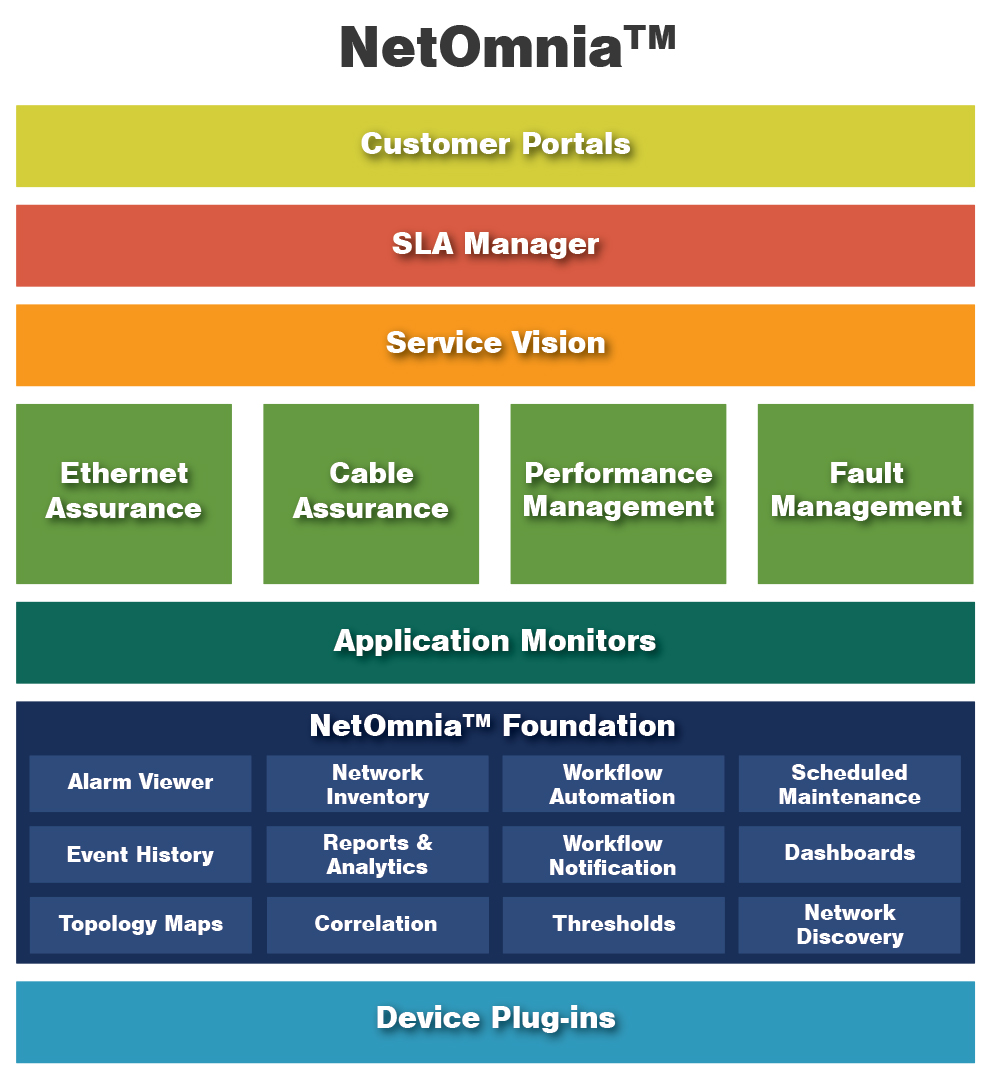 NetOmnia™
Customer Portals
SLA Manager
Service Vision
Ethernet
Assurance
Cable
Assurance
Performance
Management
Fault
Management
Application Monitors
NetOmnia™ Foundation
Alarm Viewer
Network
Inventory
Workflow
Automation
Scheduled
Maintenance
Event History
Reports &
Analytics
Workflow
Notification
Dashboards
Topology Maps
Correlation
Thresholds
Network
Discovery
Device Plug-ins